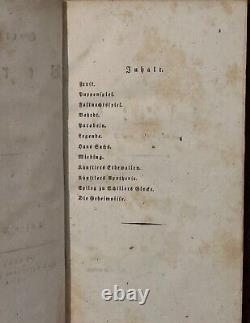 Inhalt.
Faust.
Puppenspiel.
Fastnachtsspiel.
Bahrdt.
Parabeln.
Legende.
Hans Sachs.
Mieding.
Künstlers Erdewallen.
Künstlers Apotheose.
Epilog zu Schillers Glocke.
Die Geheimnisse.